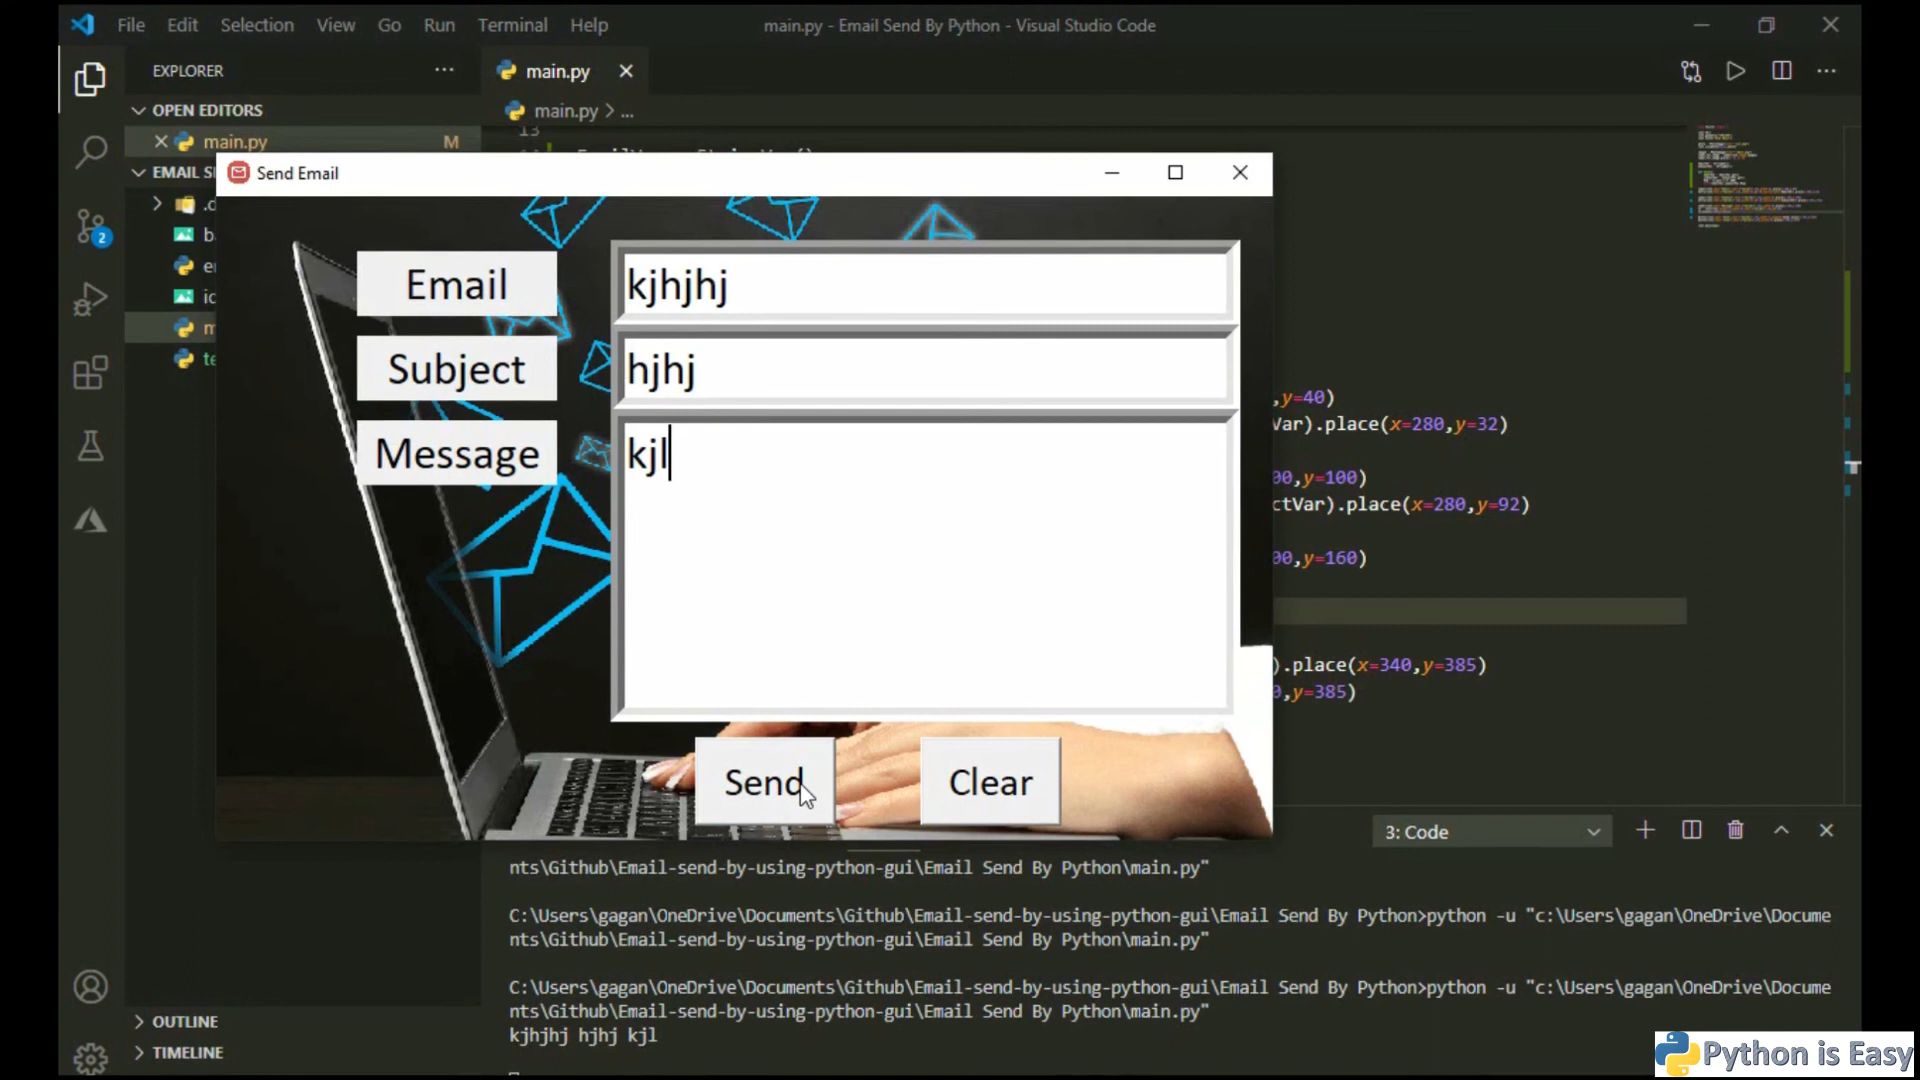 File Edit Selection View Go Run Terminal Help
main.py - Email Send By Python - Visual Studio Code
EXPLORER
main.py
OPEN EDITORS
main.py > ...
main.py M
13
EMAIL S
Send Email
2
Email
kjhjhj
Subject
hjhj
Message
kjl
,y=40)
Var).place(x=280,y=32)
00,y=100)
ctVar).place(x=280,y=92)
00,y=160)
).place(x=340,y=385)
0,y=385)
Send
Clear
3: Code
nts\Github\Email-send-by-using-python-gui\Email Send By Python\main.py"
C:\Users\gagan\OneDrive\Documents\Github\Email-send-by-using-python-gui\Email Send By Python>python -u "c:\Users\gagan\OneDrive\Docume
nts\Github\Email-send-by-using-python-gui\Email Send By Python\main.py"
C:\Users\gagan\OneDrive\Documents\Github\Email-send-by-using-python-gui\Email Send By Python>python -u "c:\Users\gagan\OneDrive\Docume
nts\Github\Email-send-by-using-python-gui\Email Send By Python\main.py"
kjhjhj hjhj kjl
OUTLINE
TIMELINE
Python is Easy